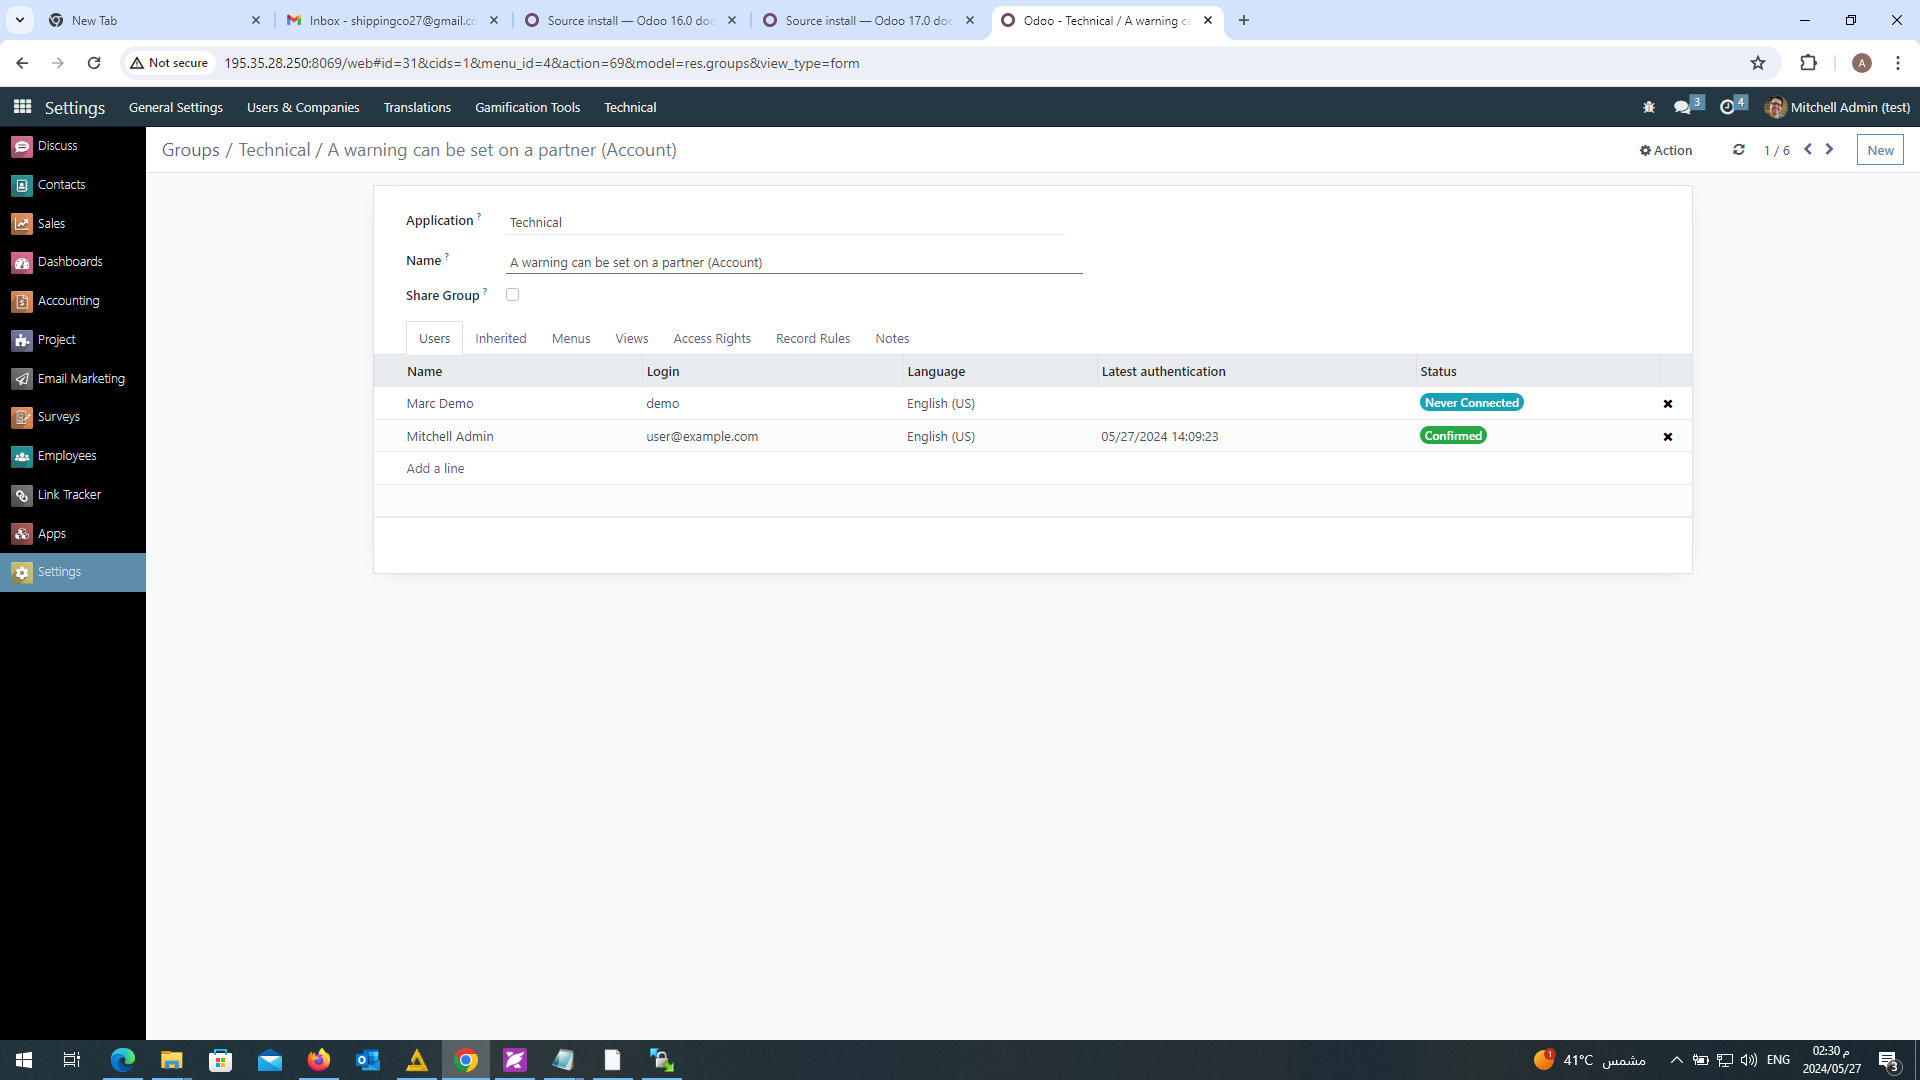 New Tab
Inbox - shippingco27@gmail.co
Source install — Odoo 16.0 doc
Source install — Odoo 17.0 doc
Odoo - Technical / A warning ca
Not secure
195.35.28.250:8069/web#id=31&cids=1&menu_id=4&action=69&model=res.groups&view_type=form
A
Settings
General Settings
Users & Companies
Translations
Gamification Tools
Technical
3
4
Mitchell Admin (test)
Discuss
Contacts
Sales
Dashboards
Accounting
Project
Email Marketing
Surveys
Employees
Link Tracker
Apps
Settings
Groups / Technical / A warning can be set on a partner (Account)
Action
1 / 6
New
Application ?
Technical
Name ?
A warning can be set on a partner (Account)
Share Group ?
Users
Inherited
Menus
Views
Access Rights
Record Rules
Notes
Name
Login
Language
Latest authentication
Status
Marc Demo
demo
English (US)
Never Connected
Mitchell Admin
user@example.com
English (US)
05/27/2024 14:09:23
Confirmed
Add a line
1
41°C
مشمس
ENG
02:30 م
2024/05/27
3